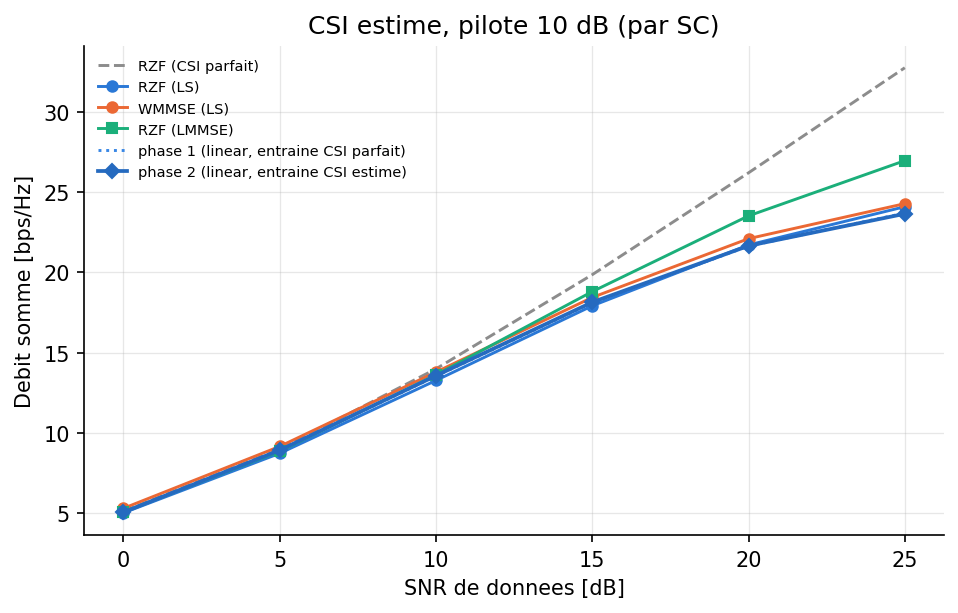 CSI estime, pilote 10 dB (par SC)
RZF (CSI parfait)
RZF (LS)
WMMSE (LS)
RZF (LMMSE)
phase 1 (linear, entraine CSI parfait)
phase 2 (linear, entraine CSI estime)
Debit somme [bps/Hz]
30
25
20
15
10
5
0
5
10
15
20
25
SNR de donnees [dB]